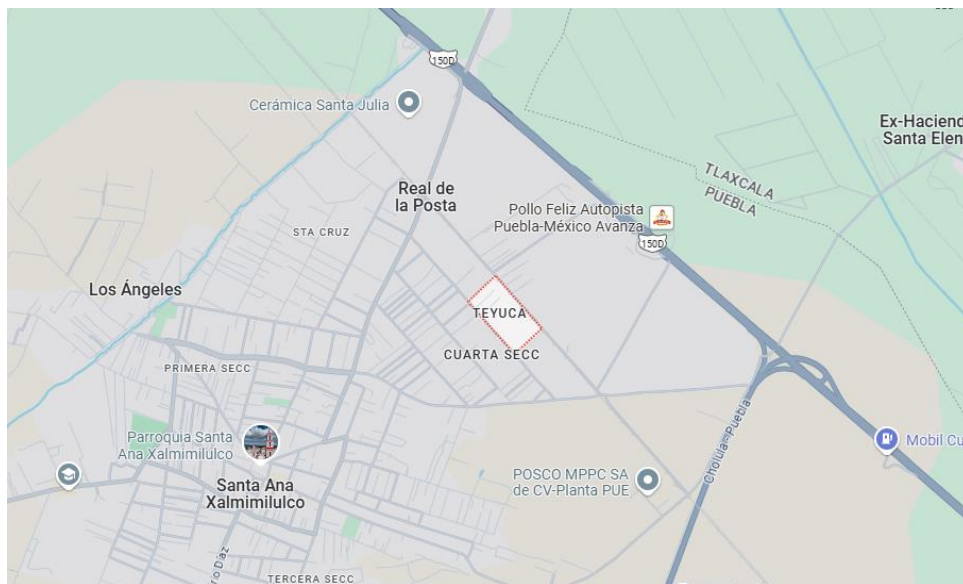 150D
Cerámica Santa Julia
Ex-Haciend
Santa Elen
TLAXCALA
PUEBLA
Real de
la Posta
Pollo Feliz Autopista
Puebla-México Avanza
150D
STA CRUZ
Los Ángeles
TEYUCA
CUARTA SECC
PRIMERA SECC
Parroquia Santa
Ana Xalmimilulco
Cholula-Puebla
Mobil Cu
POSCO MPPC SA
de CV-Planta PUE
Santa Ana
Xalmimilulco
o Díaz
TERCERA SECC